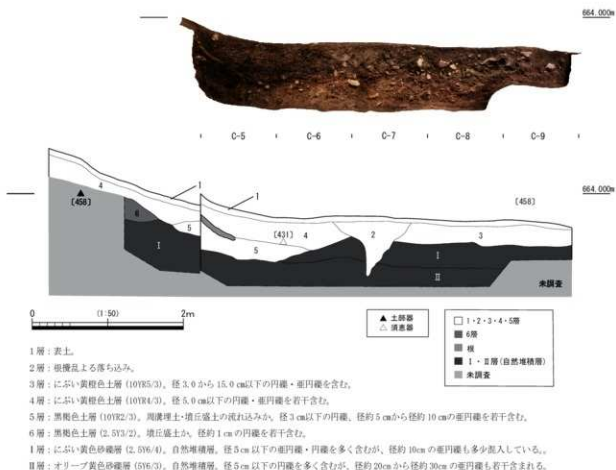 664.000m
C-5
C-6
C-7
C-8
C-9
1
1
664.000m
4
[458]
6
5
I
[431]
4
5
2
3
[458]
I
II
未調査
0
(1:50)
2m
▲ 土師器
△ 須恵器
1・2・3・4・5層
6層
根
I・II層(自然堆積層)
未調査
1層：表土。
2層：根攪乱よる落ち込み。
3層：にぶい黄橙色土層(10YR5/3)。径3.0から15.0cm以下の円礫・亜円礫を含む。
4層：にぶい黄橙色土層(10YR4/3)。径5.0cm以下の円礫・亜円礫を若干含む。
5層：黒褐色土層(10YR2/3)。周溝埋土・墳丘盛土の流れ込みか。径3cm以下の円礫、径約5cmから径約10cmの亜円礫を若干含む。
6層：黒褐色土層(2.5Y3/2)。墳丘盛土か。径約1cmの円礫を若干含む。
I層：にぶい黄色砂礫層(2.5Y6/4)。自然堆積層。径5cm以下の亜円礫・円礫を多く含むが、径約10cmの亜円礫も多少混入している。
II層：オリーブ黄色砂礫層(5Y6/3)。自然堆積層。径5cm以下の円礫を多く含むが、径約20cmから径約30cmの亜円礫も若干含まれる。